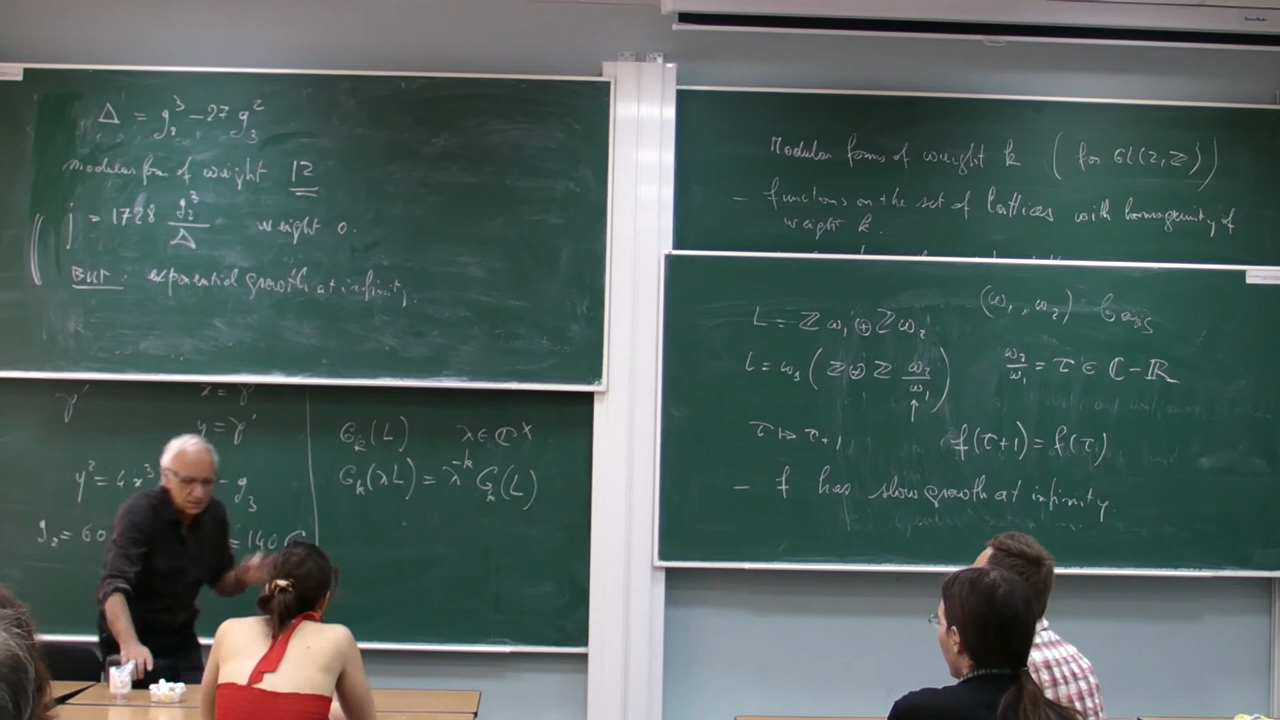 Δ = g₂³ − 27 g₃²
modular form of weight 12
j = 1728 g₂³/Δ weight 0.
BUT : exponential growth at infinity.
γ'
x = γ
y = γ'
y² = 4x³ − g₃
g₂ = 60 = 140 G
G_k(L) λ ∈ ℂ^×
G_k(λL) = λ^{-k} G_k(L)
Modular forms of weight k (for Gl(2,ℤ))
– functions on the set of lattices with homogeneity of
weight k.
(ω₁, ω₂) basis
L = ℤω₁ ⊕ ℤω₂
L = ω₁(ℤ ⊕ ℤ ω₂/ω₁) ω₂/ω₁ = τ ∈ ℂ − ℝ
↑
τ ↦ τ+1 f(τ+1) = f(τ)
– f has slow growth at infinity.